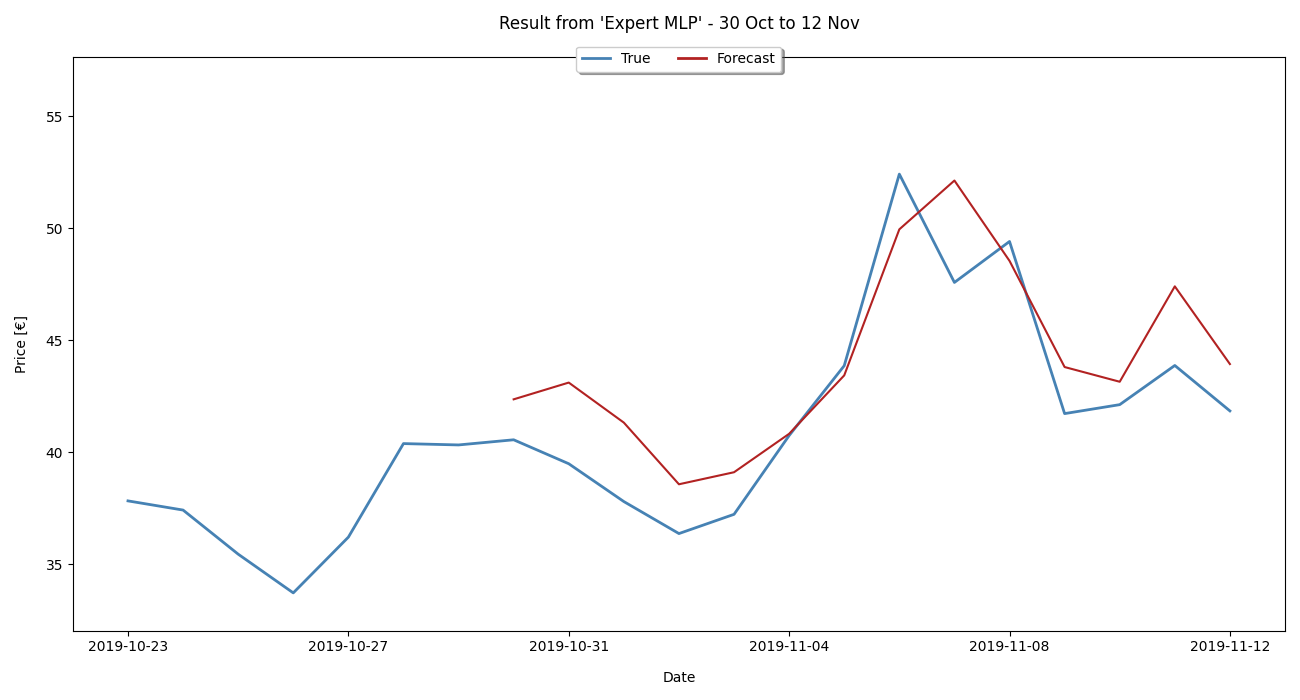 Result from 'Expert MLP' - 30 Oct to 12 Nov
True Forecast
55
50
45
40
35
Price [€]
2019-10-23 2019-10-27 2019-10-31 2019-11-04 2019-11-08 2019-11-12
Date